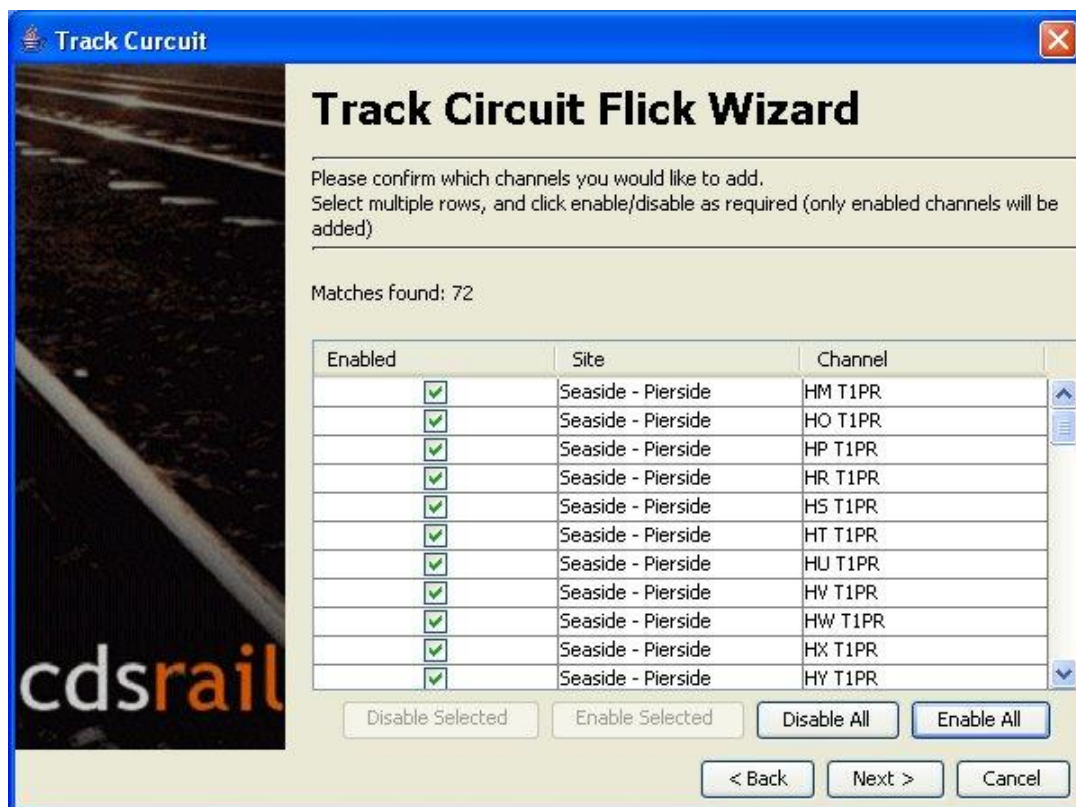 Track Curcuit
Track Circuit Flick Wizard
Please confirm which channels you would like to add.
Select multiple rows, and click enable/disable as required (only enabled channels will be
added)
Matches found: 72
Enabled Site Channel
Seaside - Pierside HM T1PR
Seaside - Pierside HO T1PR
Seaside - Pierside HP T1PR
Seaside - Pierside HR T1PR
Seaside - Pierside HS T1PR
Seaside - Pierside HT T1PR
Seaside - Pierside HU T1PR
Seaside - Pierside HV T1PR
Seaside - Pierside HW T1PR
Seaside - Pierside HX T1PR
Seaside - Pierside HY T1PR
cdsrail
Disable Selected Enable Selected Disable All Enable All
< Back Next > Cancel